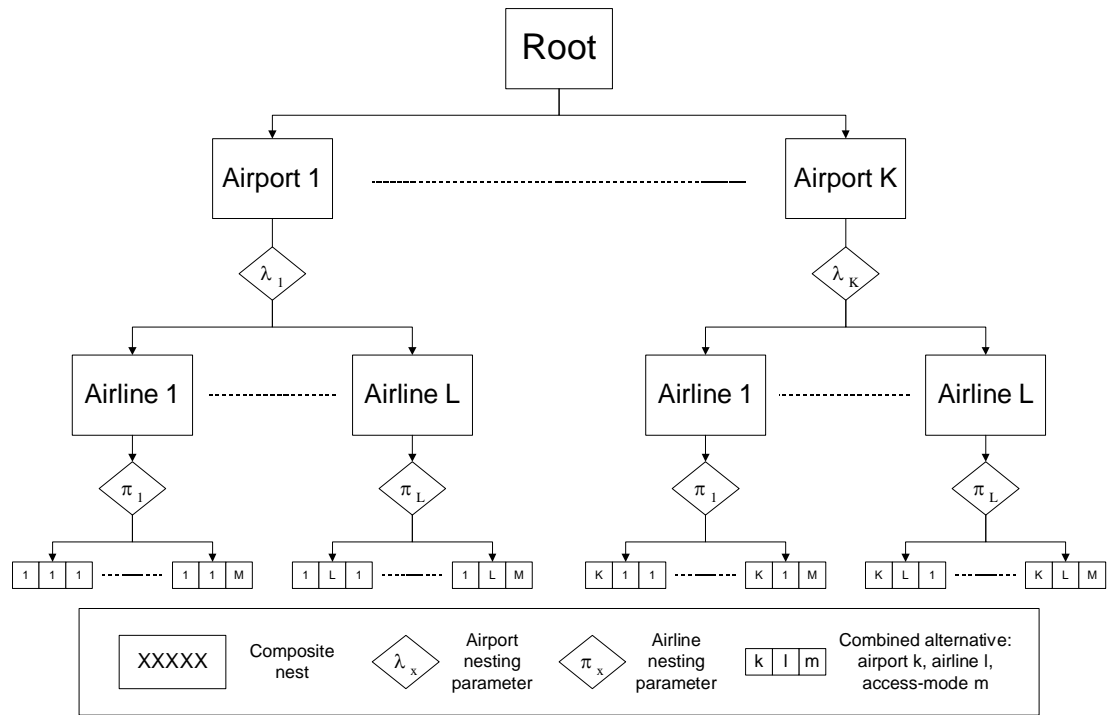 Root
Airport 1
Airport K
λ 1
λ K
Airline 1
Airline L
Airline 1
Airline L
π 1
π L
π 1
π L
1 1 1
1 1 M
1 L 1
1 L M
K 1 1
K 1 M
K L 1
K L M
XXXXX
Composite
nest
λ x
Airport
nesting
parameter
π x
Airline
nesting
parameter
k l m
Combined alternative:
airport k, airline l,
access-mode m